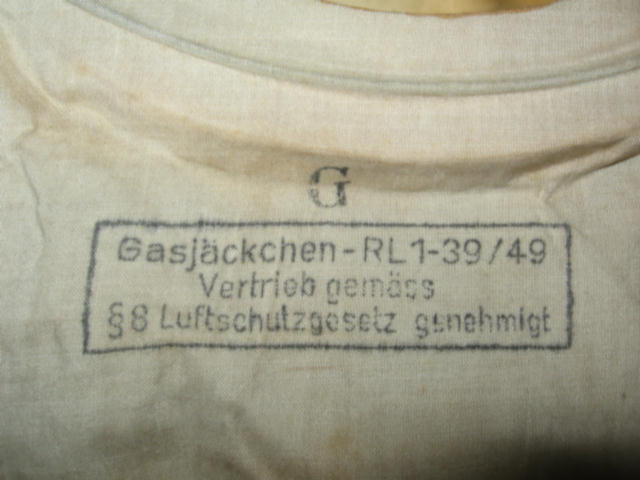 G
Gasjäckchen-RL1-39/49
Vertrieb gemäss
§8 Luftschutzgesetz genehmigt